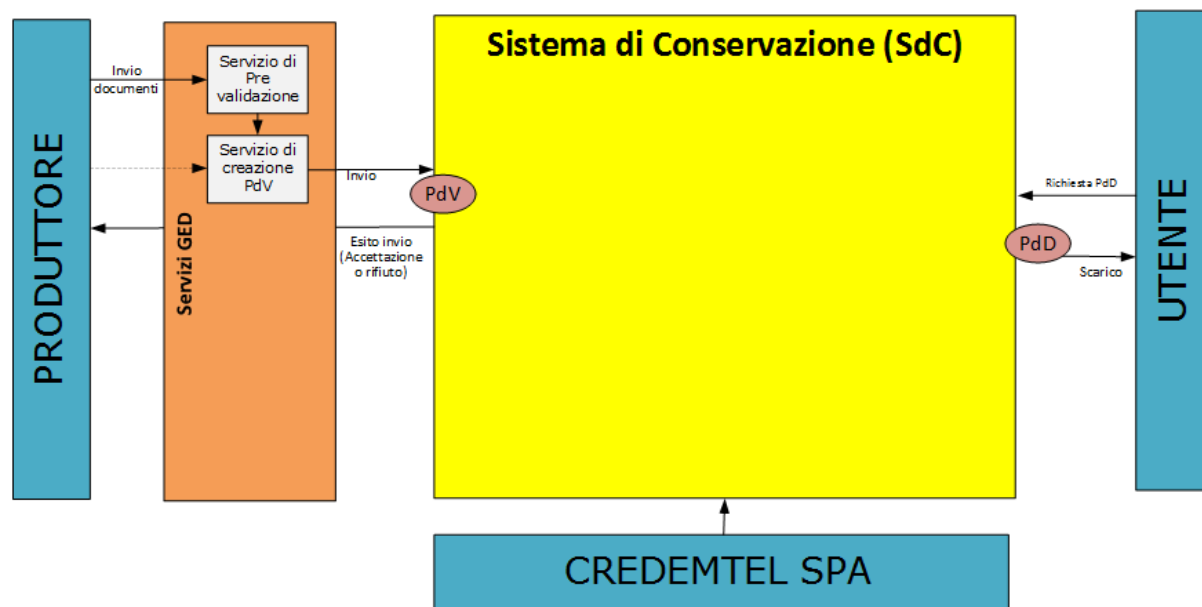 Sistema di Conservazione (SdC)
PRODUTTORE
Invio
documenti
Servizio di
Pre
validazione
Servizio di
creazione
PdV
Servizi GED
Invio
PdV
Esito invio
(Accettazione
o rifiuto)
Richiesta PdD
PdD
Scarico
UTENTE
CREDEMTEL SPA